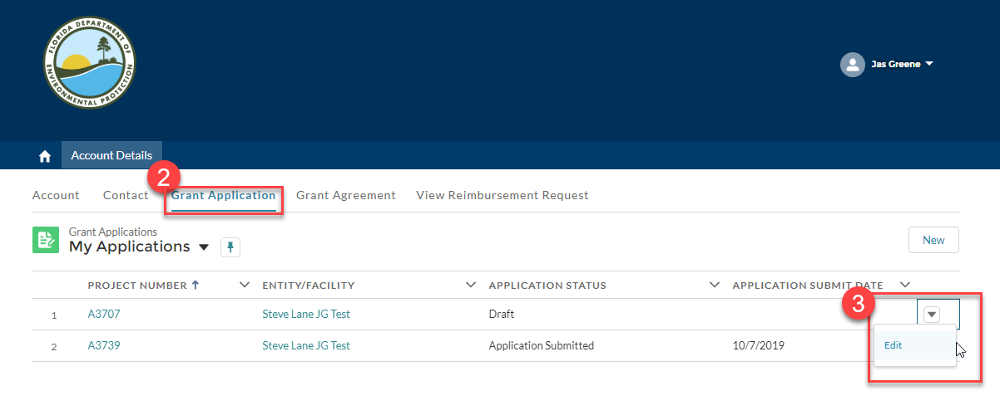 FLORIDA DEPARTMENT OF
ENVIRONMENTAL PROTECTION
Jas Greene
Account Details
2
Account Contact Grant Application Grant Agreement View Reimbursement Request
Grant Applications
My Applications
New
PROJECT NUMBER ENTITY/FACILITY APPLICATION STATUS APPLICATION SUBMIT DATE
3
1 A3707 Steve Lane JG Test Draft
2 A3739 Steve Lane JG Test Application Submitted 10/7/2019
Edit